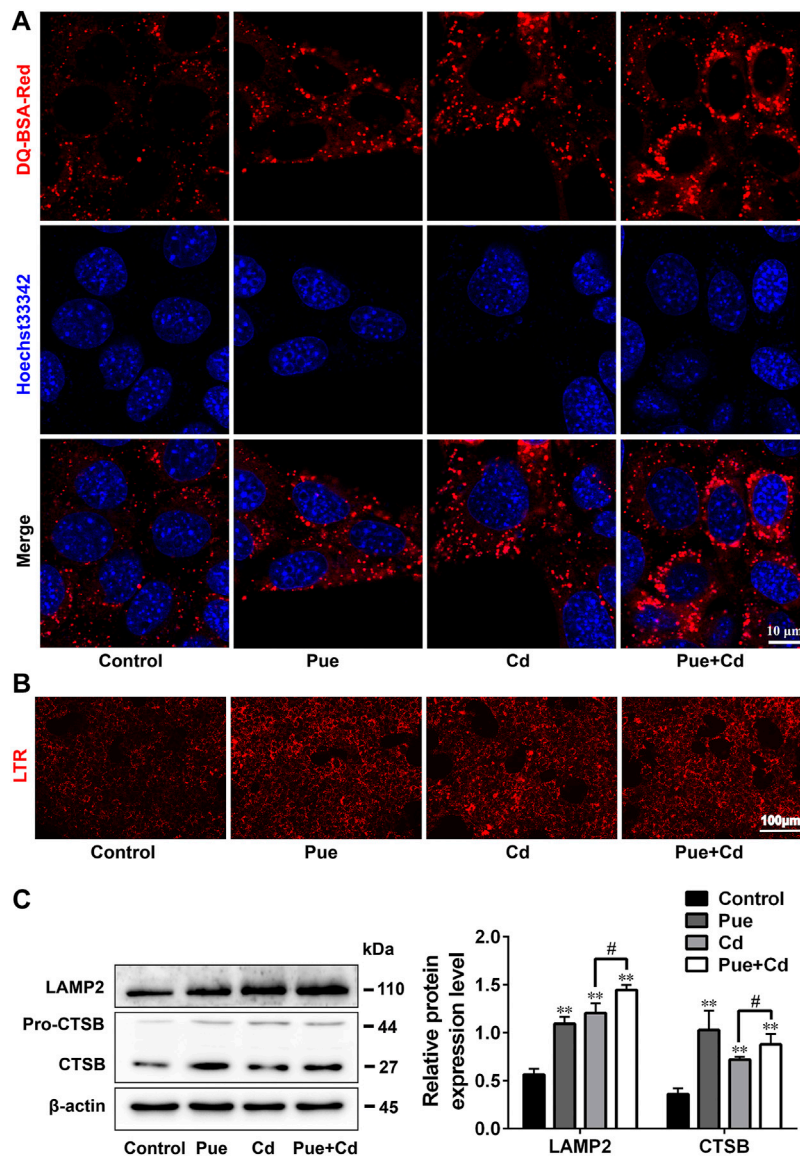 A
DQ-BSA-Red
Hoechst33342
Merge
10 μm
Control Pue Cd Pue+Cd
B
LTR
100μm
Control Pue Cd Pue+Cd
C
kDa
LAMP2 110
Pro-CTSB 44
CTSB 27
β-actin 45
Control Pue Cd Pue+Cd
Control
Pue
Cd
Pue+Cd
Relative protein
expression level
2.0
1.5
1.0
0.5
0.0
** ** # **
** ** # **
LAMP2 CTSB